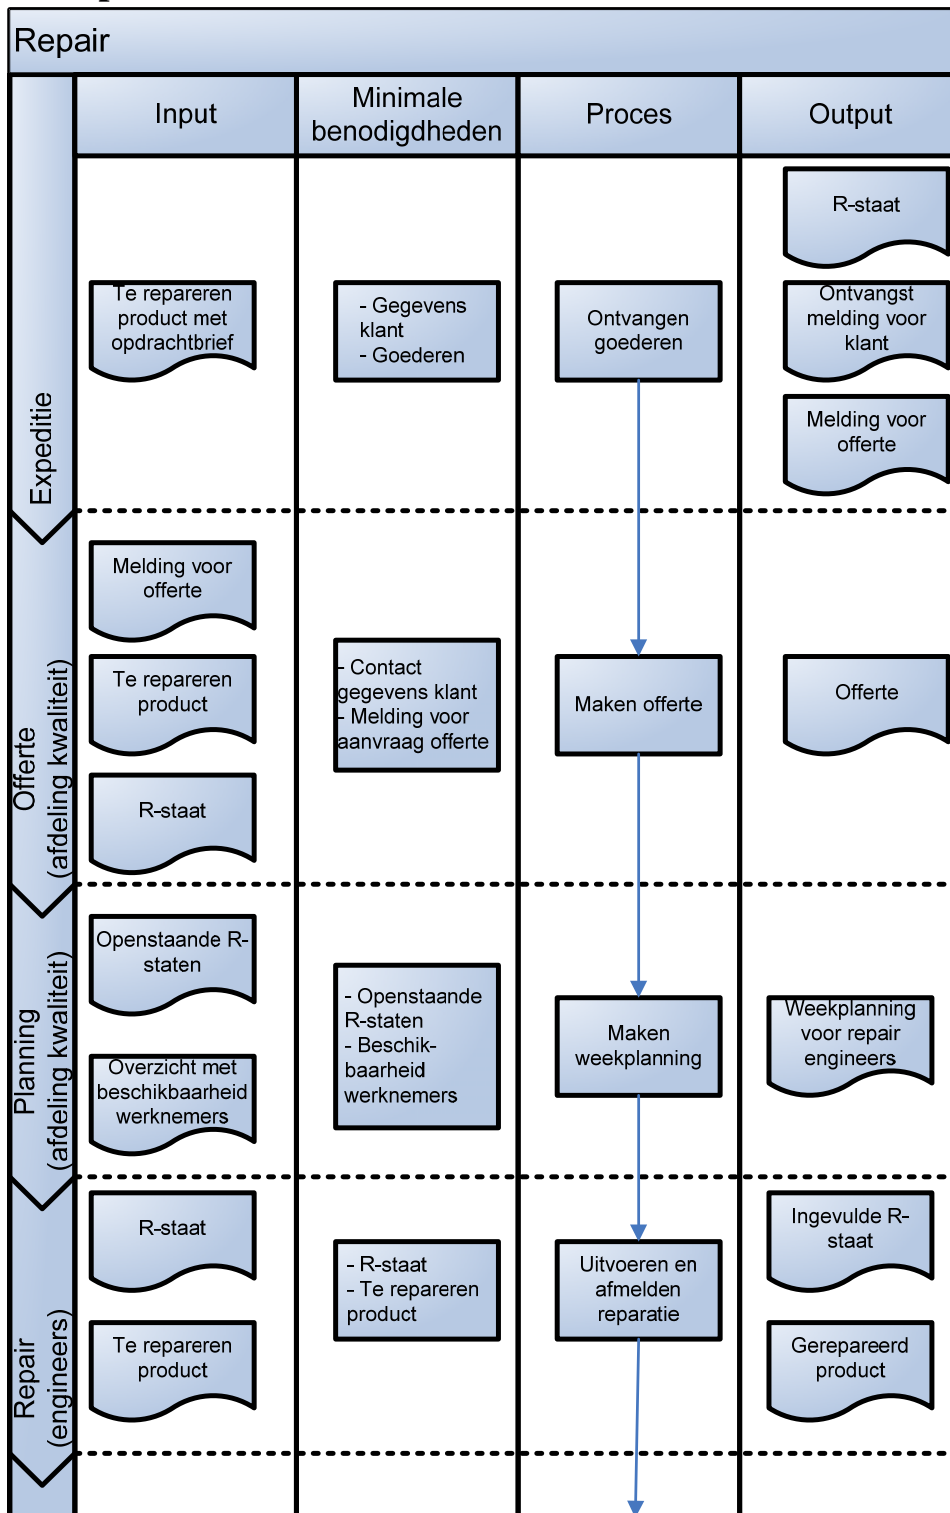 Repair
Input
Minimale
benodigdheden
Proces
Output
Expeditie
Te repareren
product met
opdrachtbrief
- Gegevens
klant
- Goederen
Ontvangen
goederen
R-staat
Ontvangst
melding voor
klant
Melding voor
offerte
Offerte
(afdeling kwaliteit)
Melding voor
offerte
Te repareren
product
R-staat
- Contact
gegevens klant
- Melding voor
aanvraag offerte
Maken offerte
Offerte
Planning
(afdeling kwaliteit)
Openstaande R-
staten
Overzicht met
beschikbaarheid
werknemers
- Openstaande
R-staten
- Beschik-
baarheid
werknemers
Maken
weekplanning
Weekplanning
voor repair
engineers
Repair
(engineers)
R-staat
Te repareren
product
- R-staat
- Te repareren
product
Uitvoeren en
afmelden
reparatie
Ingevulde R-
staat
Gerepareerd
product